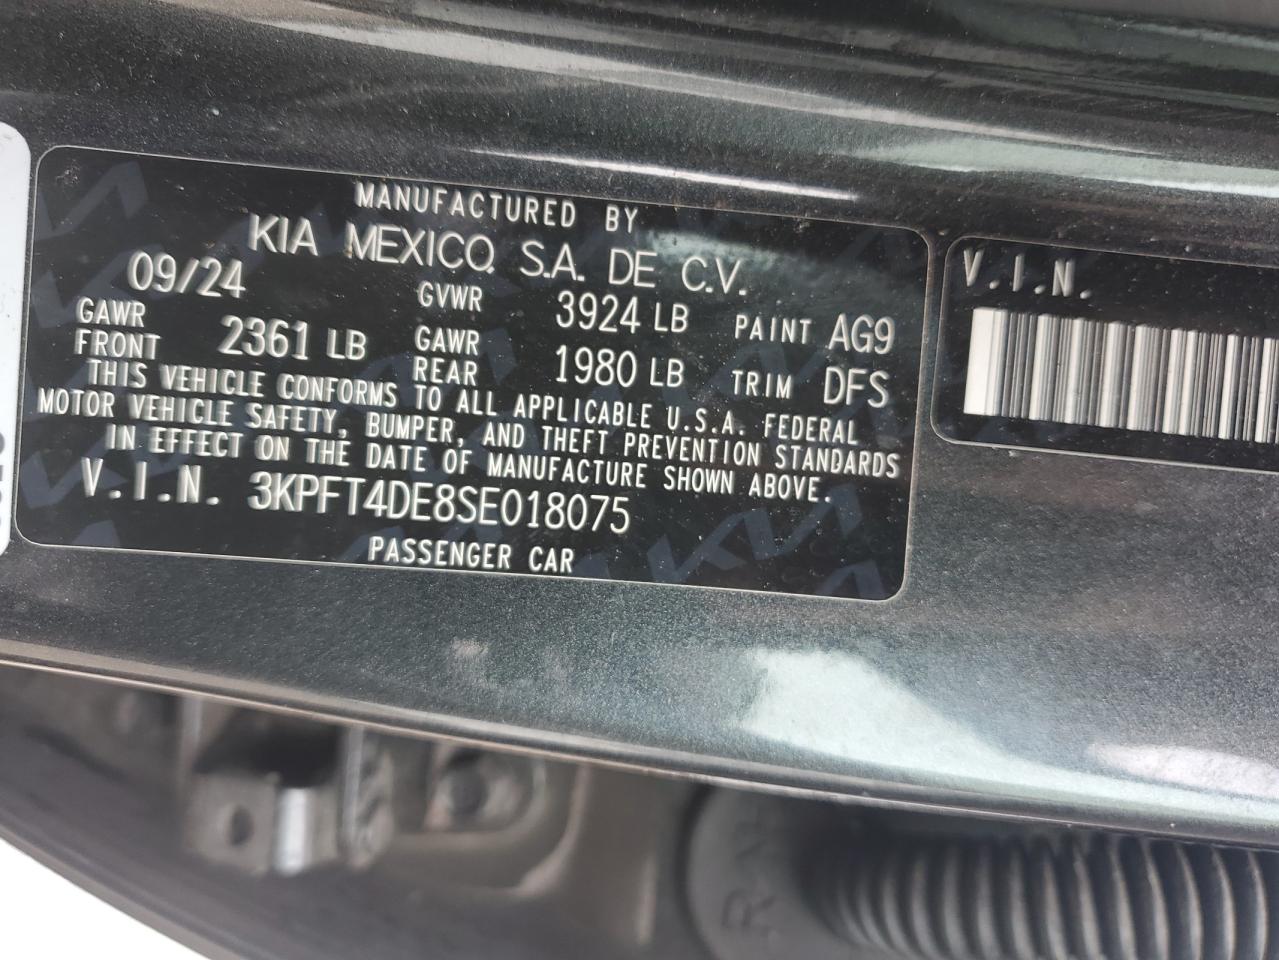 MANUFACTURED BY
KIA MEXICO, S.A. DE C.V.
09/24 GVWR 3924 LB PAINT AG9
GAWR FRONT 2361 LB GAWR REAR 1980 LB TRIM DFS
THIS VEHICLE CONFORMS TO ALL APPLICABLE U.S.A. FEDERAL
MOTOR VEHICLE SAFETY, BUMPER, AND THEFT PREVENTION STANDARDS
IN EFFECT ON THE DATE OF MANUFACTURE SHOWN ABOVE.
V.I.N. 3KPFT4DE8SE018075
PASSENGER CAR
V.I.N.